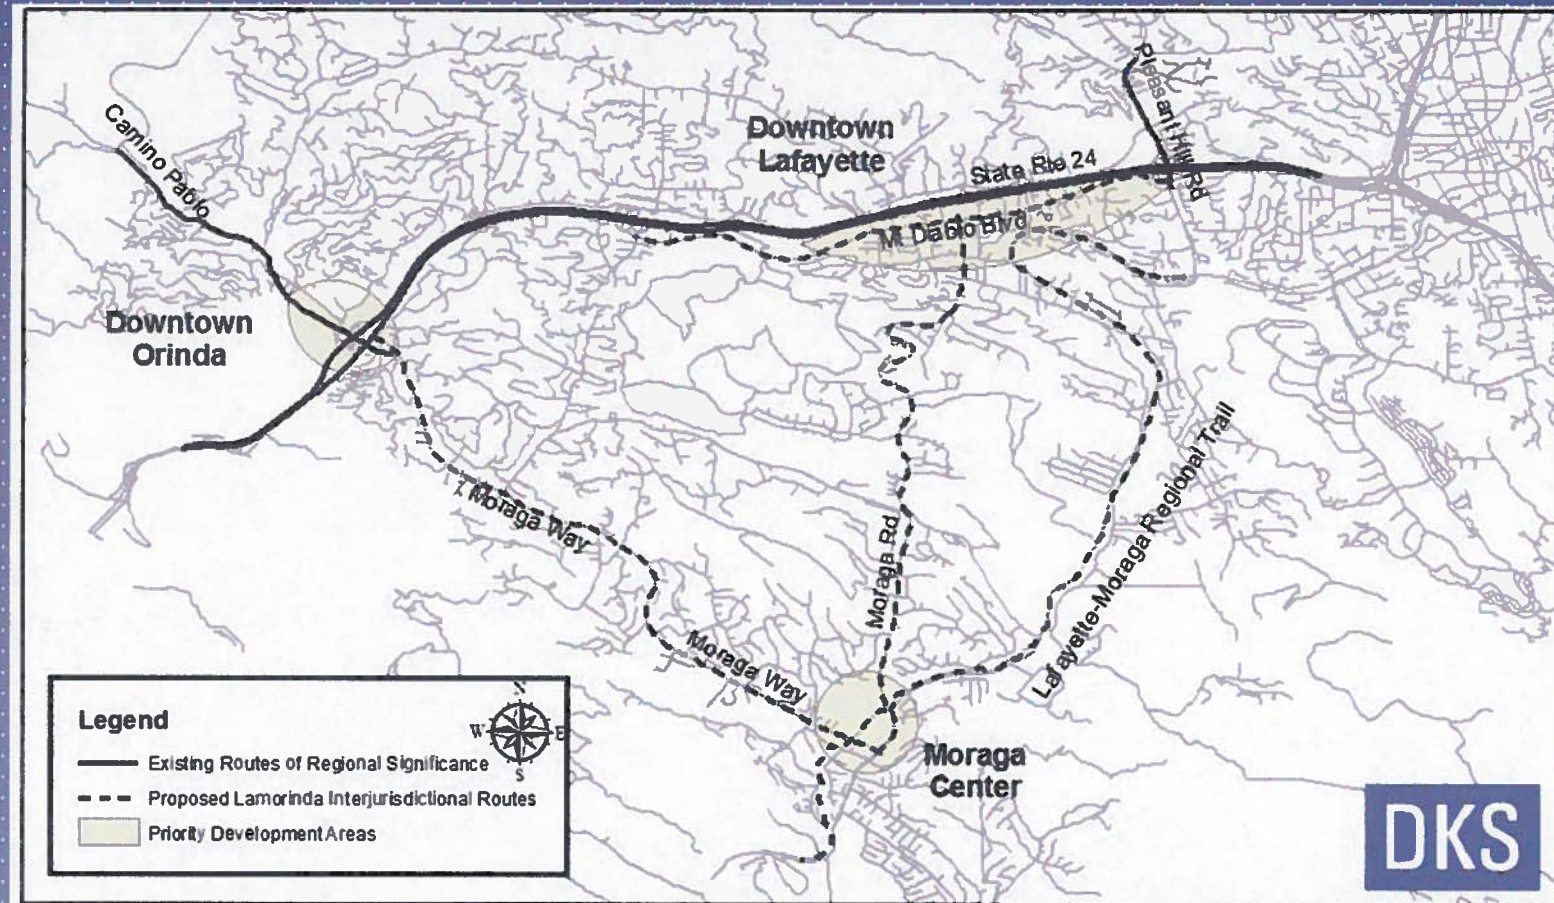 Pleasant Hill Rd
Camino Pablo
Downtown
Lafayette
State Rte 24
Mt Diablo Blvd
Downtown
Orinda
Moraga Way
Moraga Rd
Lafayette-Moraga Regional Trail
Moraga Way
Moraga
Center
Legend
N
W
E
S
Existing Routes of Regional Significance
Proposed Lamorinda Interjurisdictional Routes
Priority Development Areas
DKS